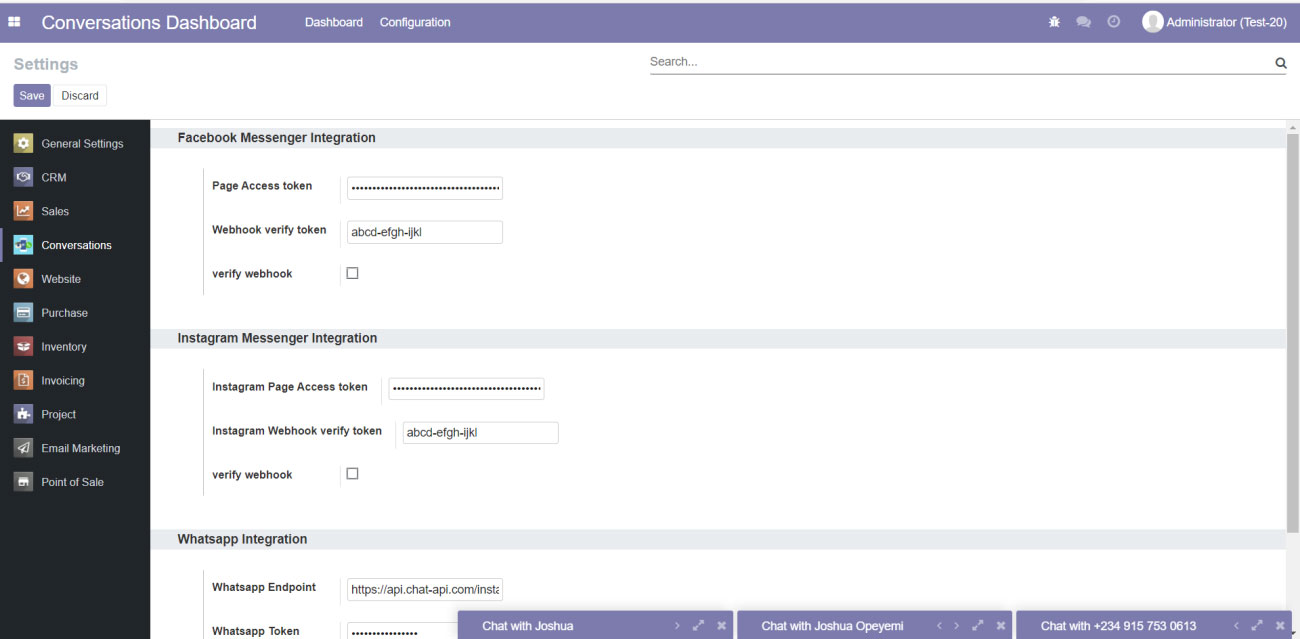 Conversations Dashboard Dashboard Configuration Administrator (Test-20)
Settings
Search...
Save Discard
General Settings
CRM
Sales
Conversations
Website
Purchase
Inventory
Invoicing
Project
Email Marketing
Point of Sale
Facebook Messenger Integration
Page Access token ••••••••••••••••••••••••••••••••••••
Webhook verify token abcd-efgh-ijkl
verify webhook
Instagram Messenger Integration
Instagram Page Access token ••••••••••••••••••••••••••••••••••••
Instagram Webhook verify token abcd-efgh-ijkl
verify webhook
Whatsapp Integration
Whatsapp Endpoint https://api.chat-api.com/insta
Whatsapp Token ••••••••••••••••
Chat with Joshua
Chat with Joshua Opeyemi
Chat with +234 915 753 0613